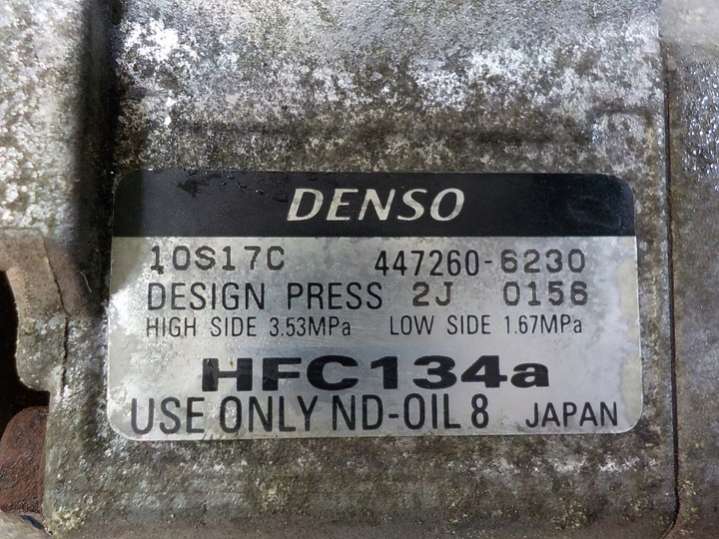 DENSO
10S17C 447260-6230
DESIGN PRESS 2J 0156
HIGH SIDE 3.53MPa LOW SIDE 1.67MPa
HFC134a
USE ONLY ND-OIL 8 JAPAN